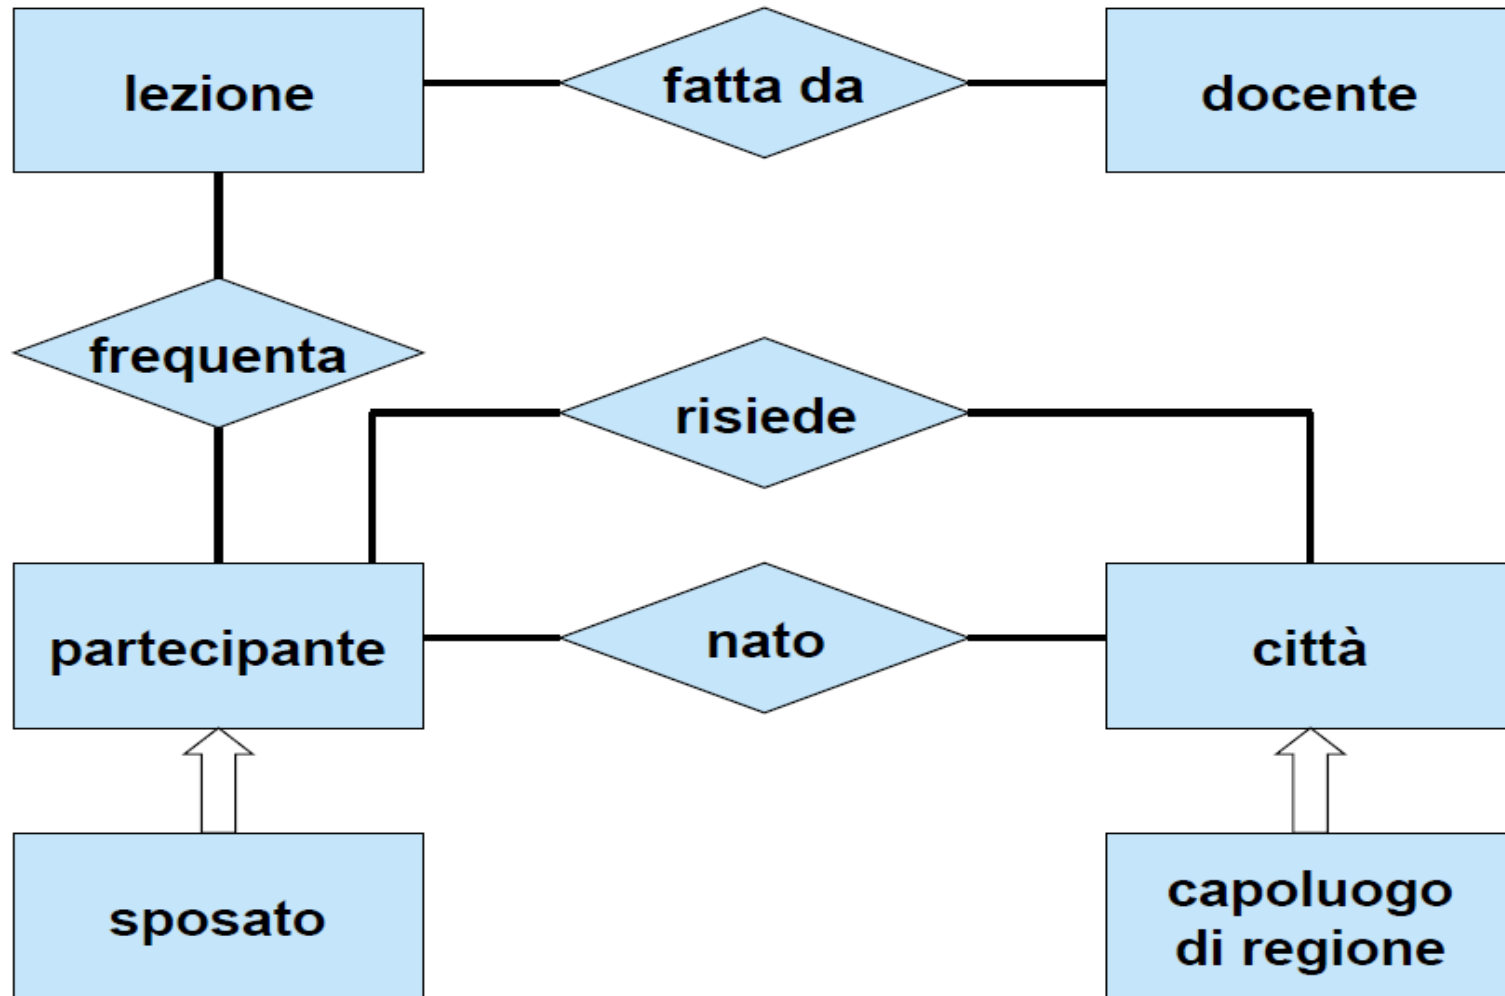 lezione
fatta da
docente
frequenta
risiede
partecipante
nato
città
sposato
capoluogo
di regione